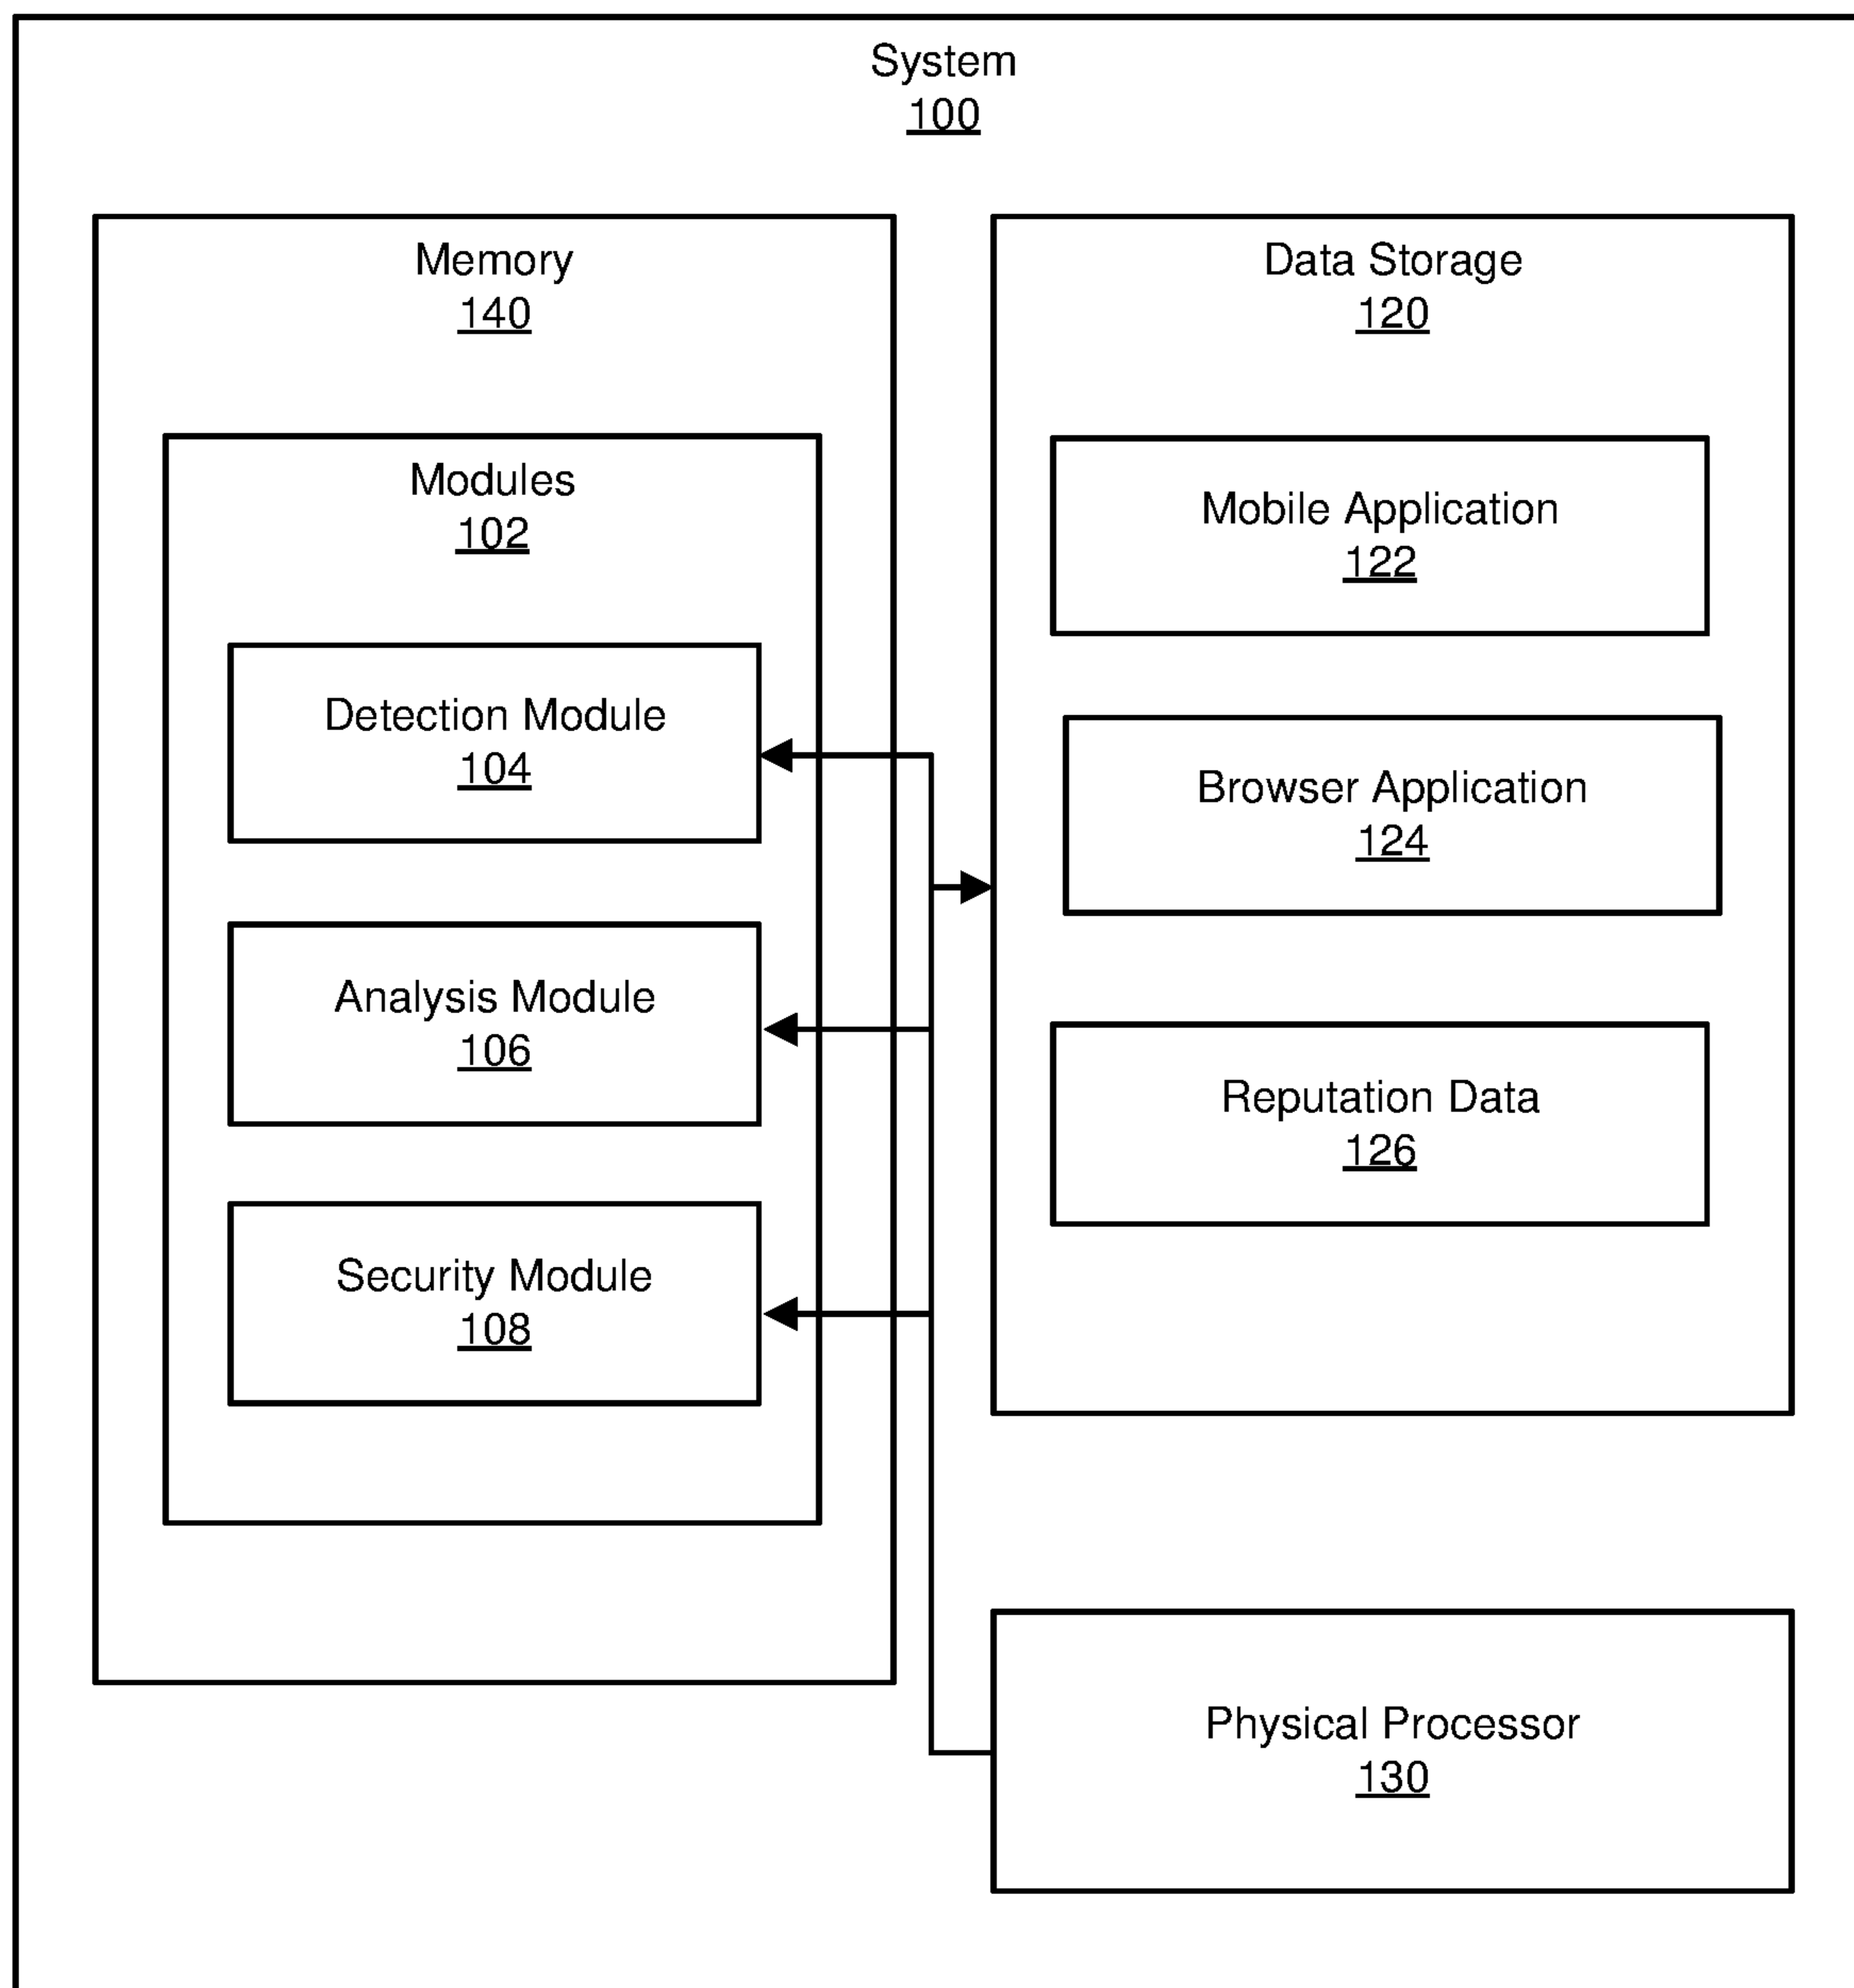 System
100
Memory
140
Modules
102
Detection Module
104
Analysis Module
106
Security Module
108
Data Storage
120
Mobile Application
122
Browser Application
124
Reputation Data
126
Physical Processor
130